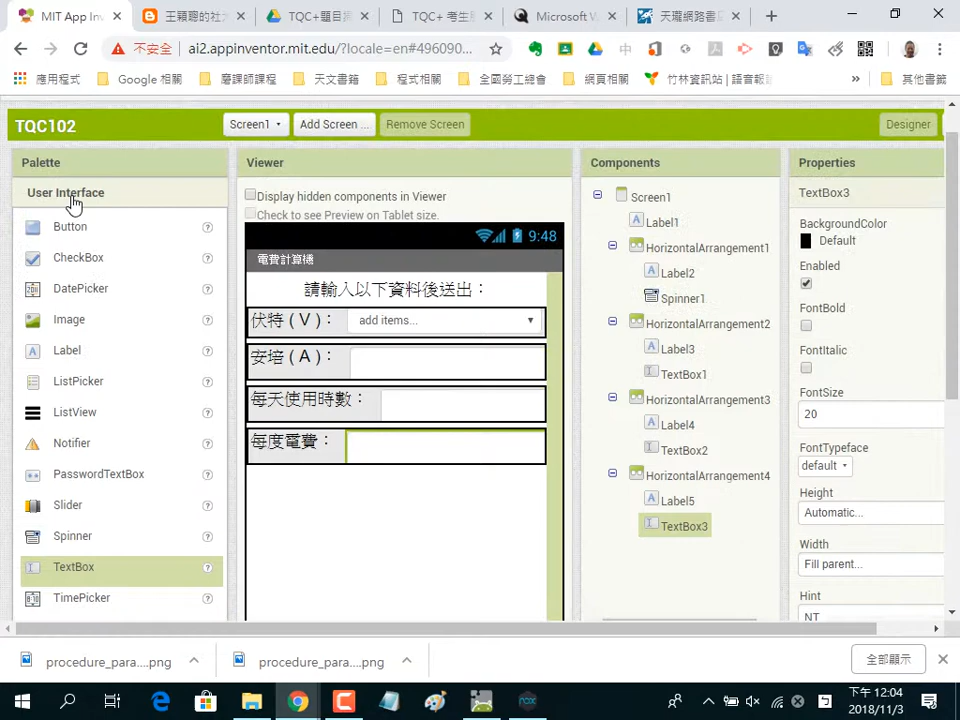 MIT App Inv
王穎聰的社大
TQC+題目詞
TQC+ 考生
Microsoft W
天瓏網路書店
不安全
ai2.appinventor.mit.edu/?locale=en#496090...
應用程式
Google 相關
磨課師課程
天文書籍
程式相關
全國勞工總會
網頁相關
竹林資訊站 | 語音報
»
其他書籤
TQC102
Screen1
Add Screen ...
Remove Screen
Designer
Palette
Viewer
Components
Properties
User Interface
Button
CheckBox
DatePicker
Image
Label
ListPicker
ListView
Notifier
PasswordTextBox
Slider
Spinner
TextBox
TimePicker
Display hidden components in Viewer
Check to see Preview on Tablet size.
9:48
電費計算機
請輸入以下資料後送出：
伏特 ( V )：
add items...
安培 ( A )：
每天使用時數：
每度電費：
Screen1
Label1
HorizontalArrangement1
Label2
Spinner1
HorizontalArrangement2
Label3
TextBox1
HorizontalArrangement3
Label4
TextBox2
HorizontalArrangement4
Label5
TextBox3
TextBox3
BackgroundColor
Default
Enabled
FontBold
FontItalic
FontSize
20
FontTypeface
default
Height
Automatic...
Width
Fill parent...
Hint
NT
procedure_para....png
procedure_para....png
全部顯示
下午 12:04
2018/11/3